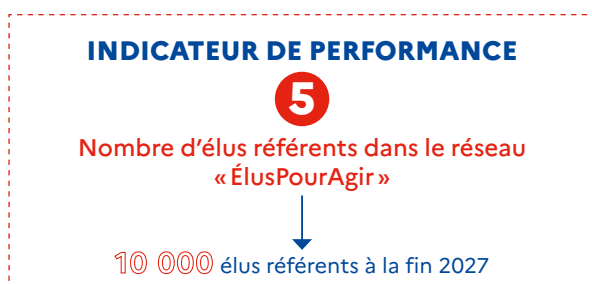 INDICATEUR DE PERFORMANCE
5
Nombre d'élus référents dans le réseau
« ÉlusPourAgir »
10 000 élus référents à la fin 2027